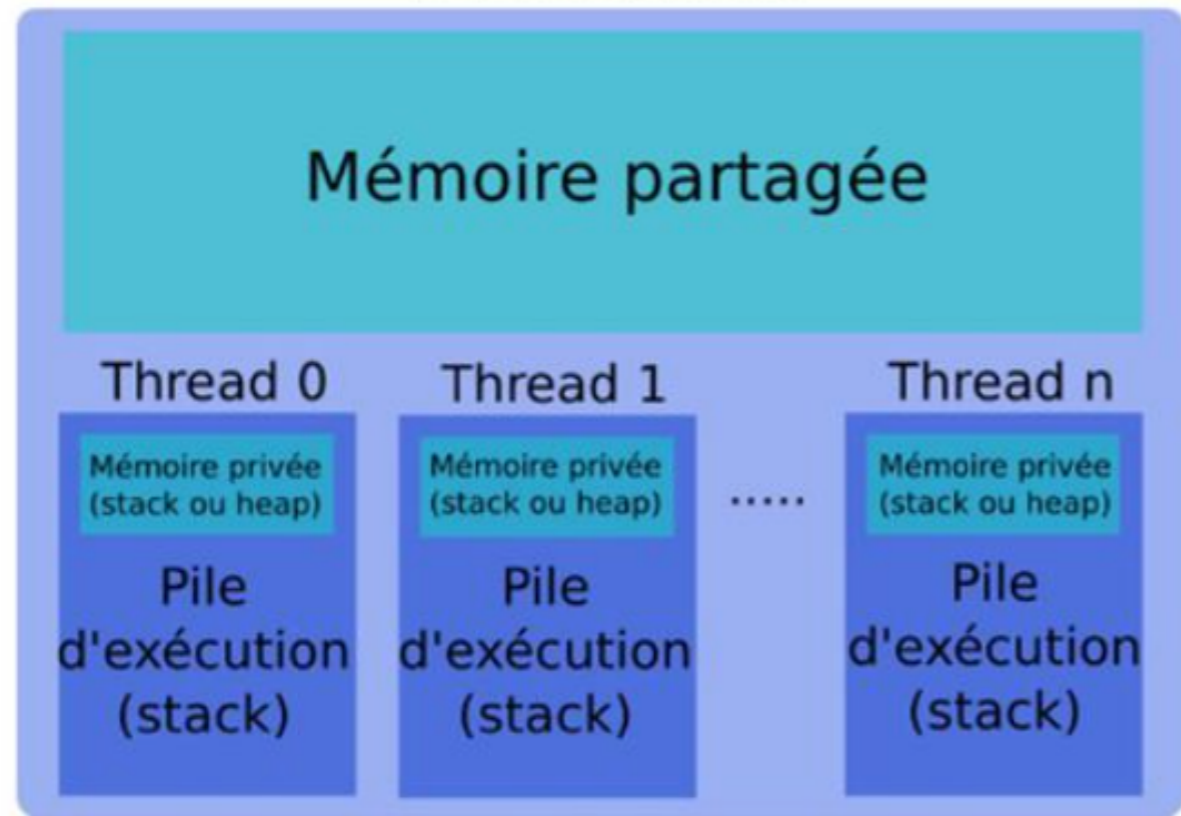 Mémoire partagée
Thread 0
Thread 1
Thread n
Mémoire privée
(stack ou heap)
Pile
d'exécution
(stack)
Mémoire privée
(stack ou heap)
Pile
d'exécution
(stack)
.....
Mémoire privée
(stack ou heap)
Pile
d'exécution
(stack)